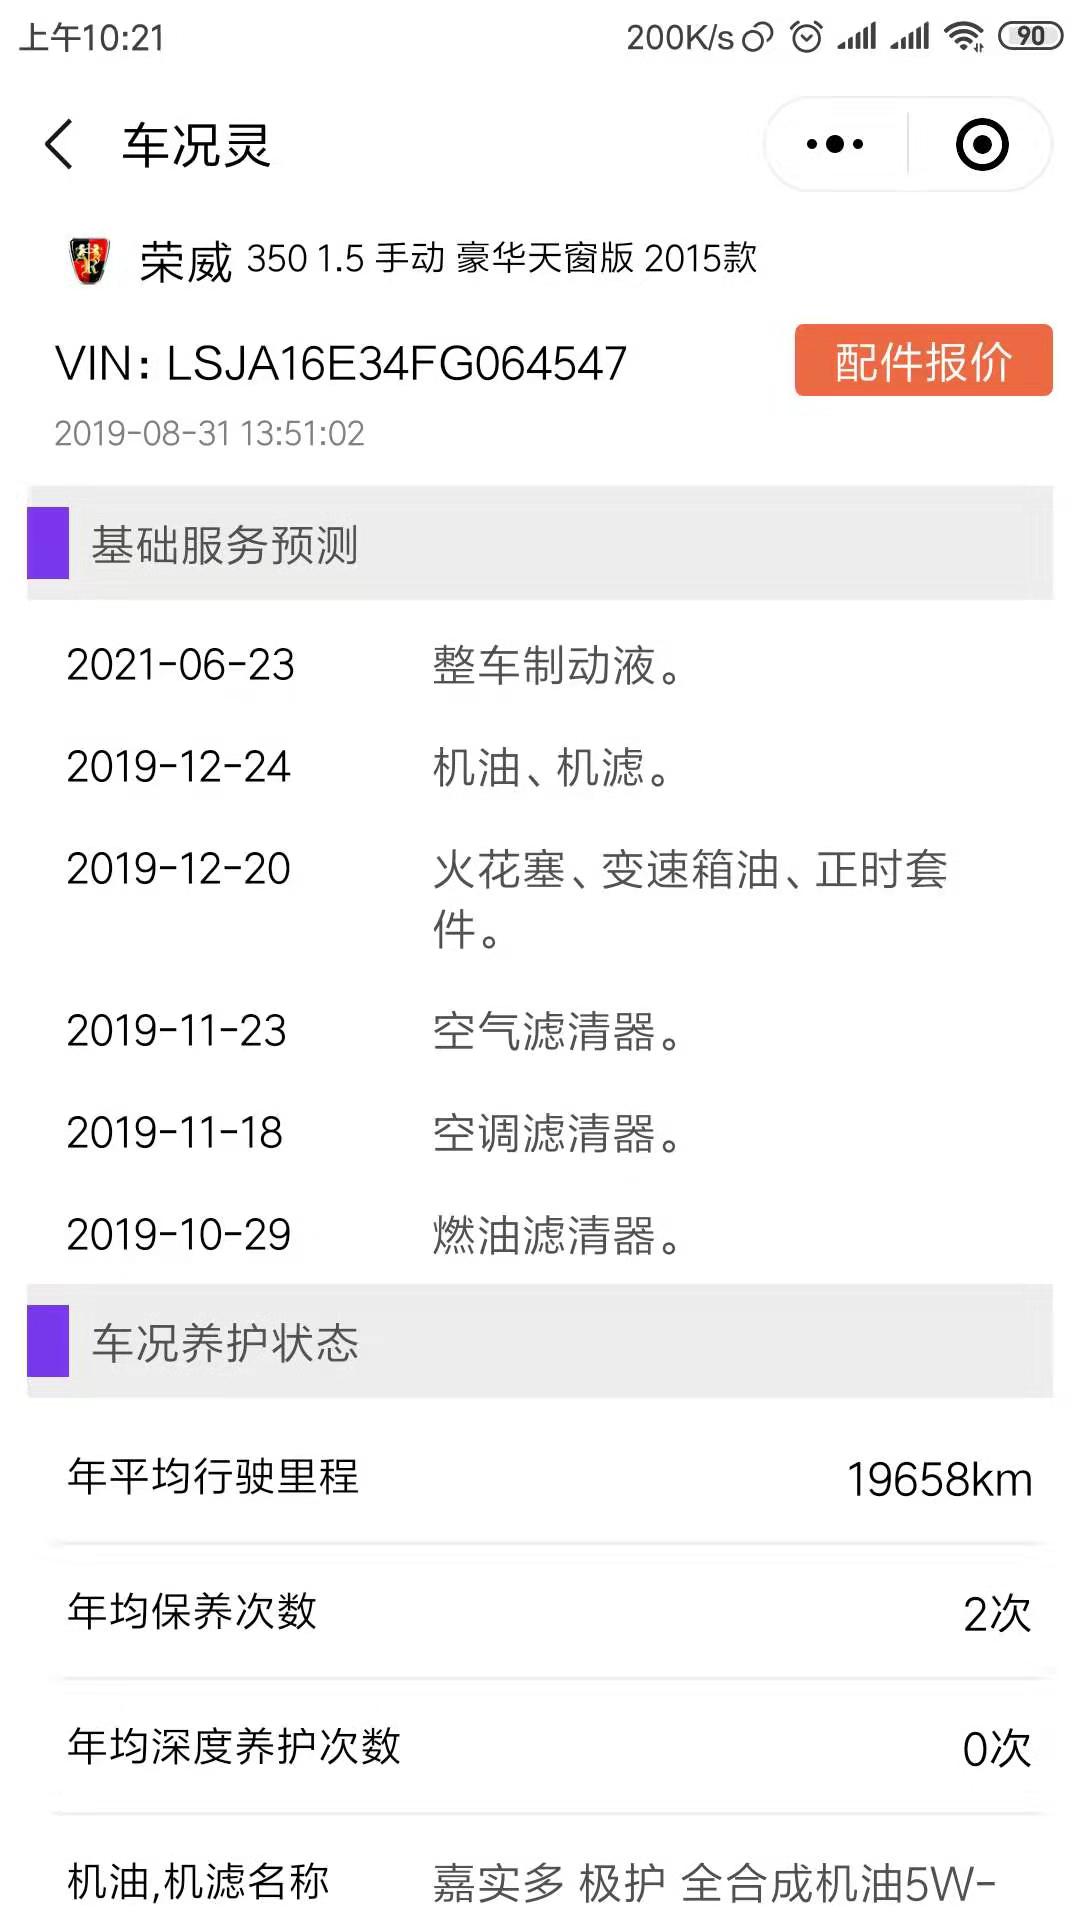 上午10:21
200K/s
90
车况灵
荣威 350 1.5 手动 豪华天窗版 2015款
VIN: LSJA16E34FG064547
配件报价
2019-08-31 13:51:02
基础服务预测
2021-06-23 整车制动液。
2019-12-24 机油、机滤。
2019-12-20 火花塞、变速箱油、正时套
件。
2019-11-23 空气滤清器。
2019-11-18 空调滤清器。
2019-10-29 燃油滤清器。
车况养护状态
年平均行驶里程 19658km
年均保养次数 2次
年均深度养护次数 0次
机油,机滤名称 嘉实多 极护 全合成机油5W-